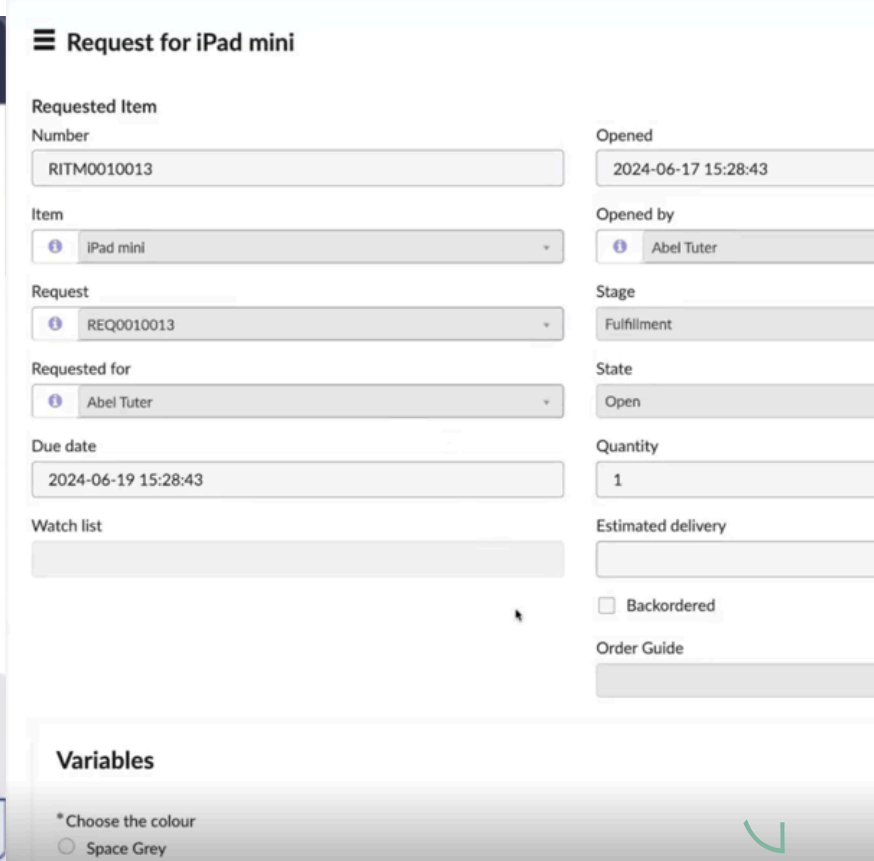 Request for iPad mini
Requested Item
Number
RITM0010013
Item
iPad mini
Request
REQ0010013
Requested for
Abel Tuter
Due date
2024-06-19 15:28:43
Watch list
Opened
2024-06-17 15:28:43
Opened by
Abel Tuter
Stage
Fulfillment
State
Open
Quantity
1
Estimated delivery
Backordered
Order Guide
Variables
*Choose the colour
Space Grey